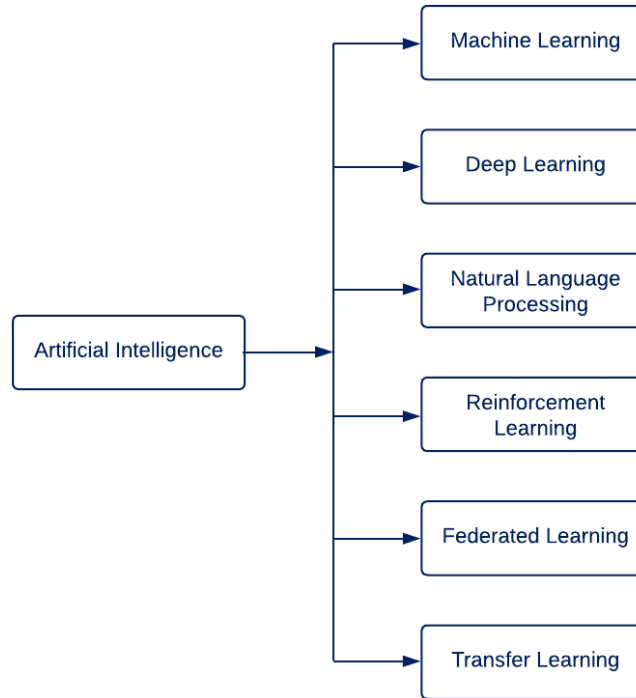 Machine Learning
Deep Learning
Natural Language
Processing
Artificial Intelligence
Reinforcement
Learning
Federated Learning
Transfer Learning